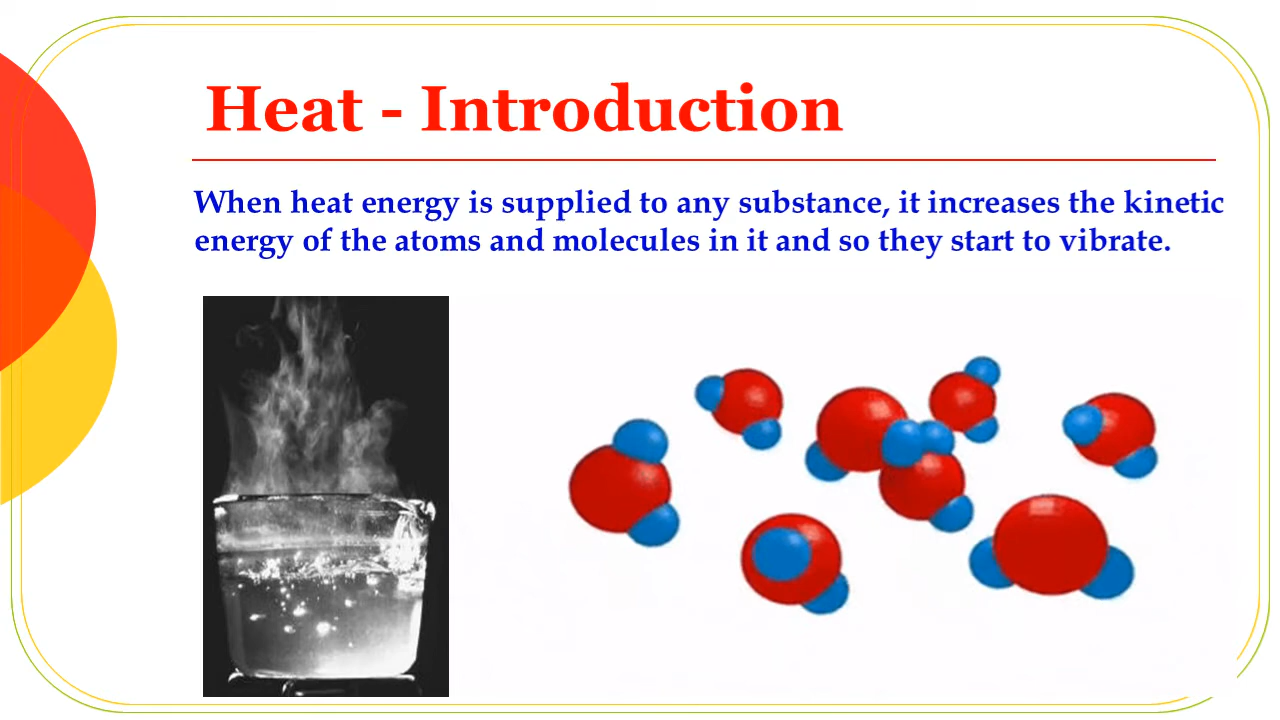 Heat - Introduction
When heat energy is supplied to any substance, it increases the kinetic
energy of the atoms and molecules in it and so they start to vibrate.